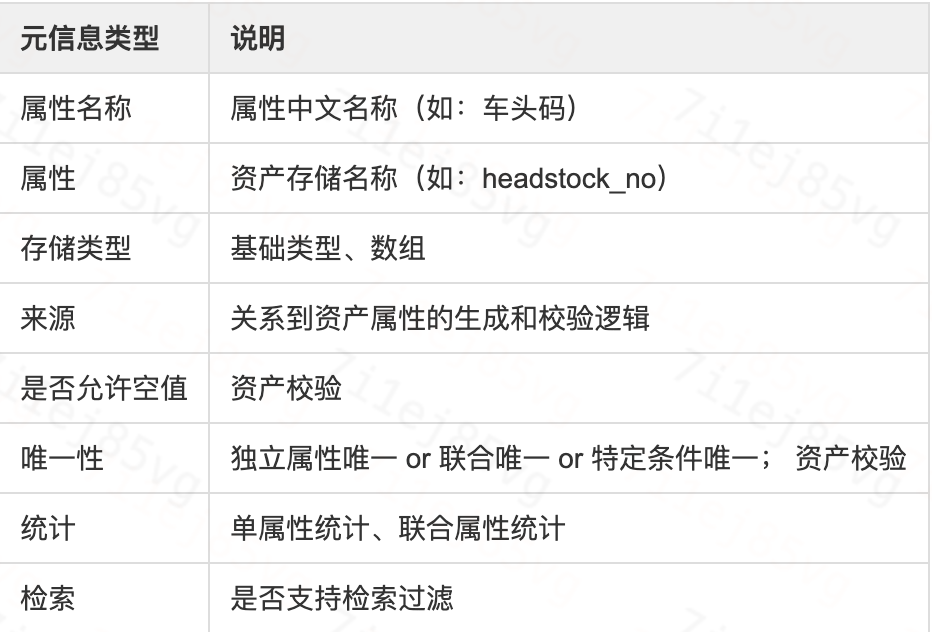 元信息类型 说明
属性名称 属性中文名称（如：车头码）
属性 资产存储名称（如：headstock_no）
存储类型 基础类型、数组
来源 关系到资产属性的生成和校验逻辑
是否允许空值 资产校验
唯一性 独立属性唯一 or 联合唯一 or 特定条件唯一； 资产校验
统计 单属性统计、联合属性统计
检索 是否支持检索过滤
7i1ej85vg
7i1ej85vg
7i1ej85vg
7i1ej85vg